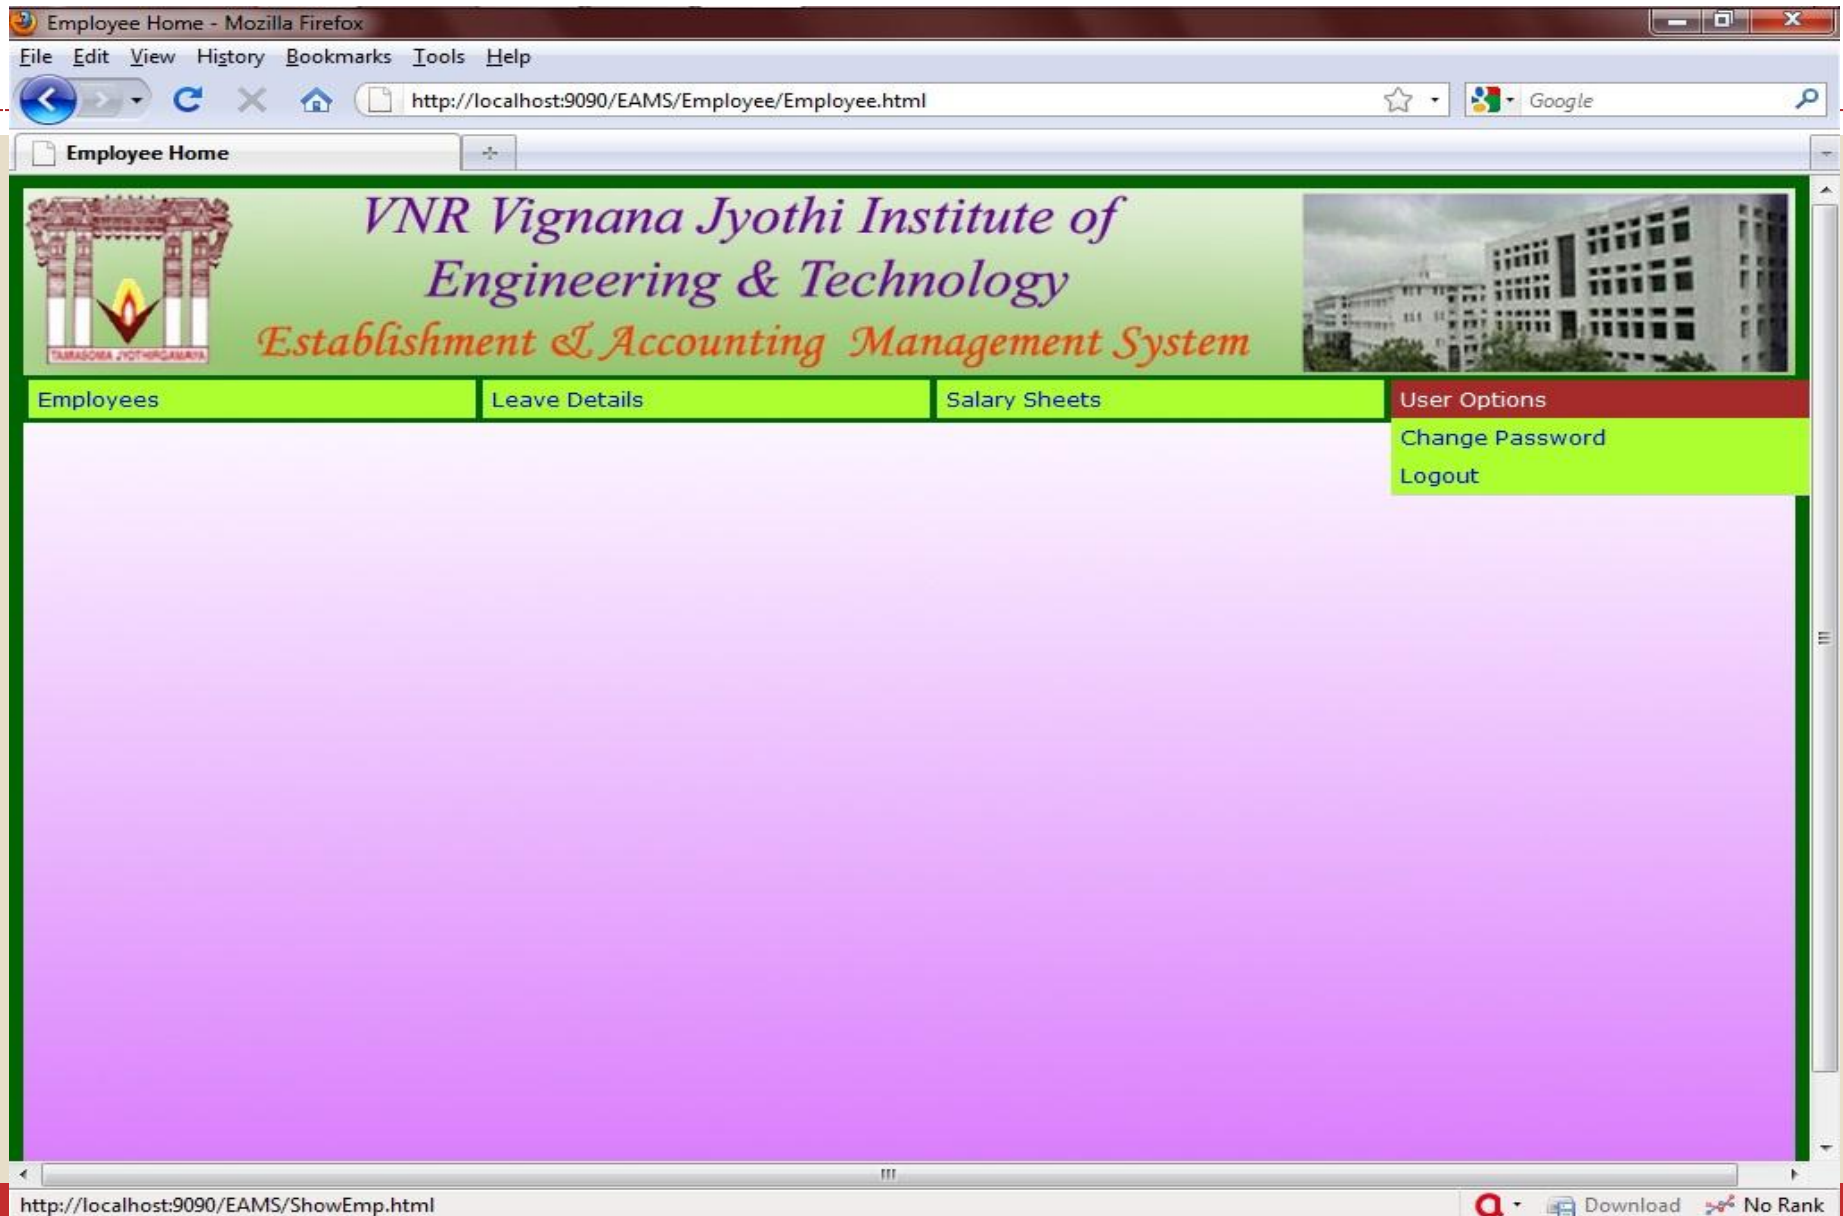 Employee Home - Mozilla Firefox
File Edit View History Bookmarks Tools Help
http://localhost:9090/EAMS/Employee/Employee.html Google
Employee Home
VNR Vignana Jyothi Institute of
Engineering & Technology
Establishment & Accounting Management System
TAMASOMA JYOTHIRGAMAYA
Employees Leave Details Salary Sheets User Options
Change Password
Logout
http://localhost:9090/EAMS/ShowEmp.html Download No Rank